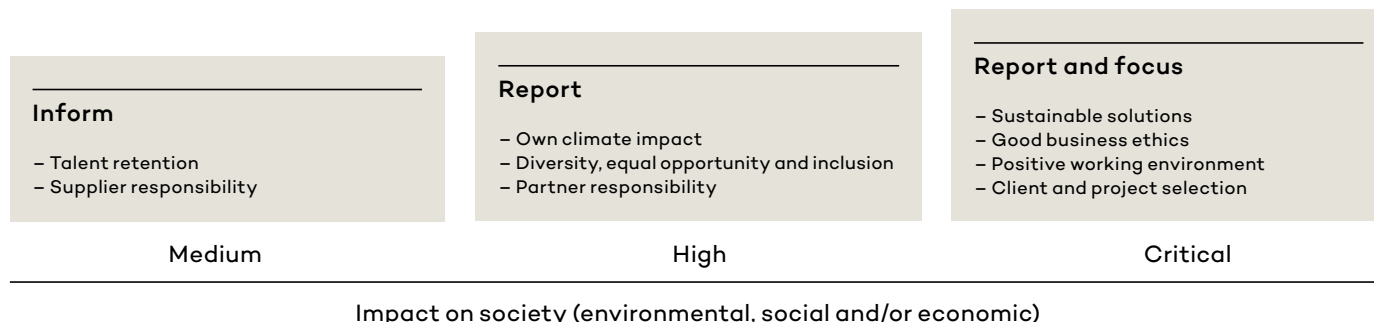 Inform
– Talent retention
– Supplier responsibility
Report
– Own climate impact
– Diversity, equal opportunity and inclusion
– Partner responsibility
Report and focus
– Sustainable solutions
– Good business ethics
– Positive working environment
– Client and project selection
Medium
High
Critical
Impact on society (environmental, social and/or economic)